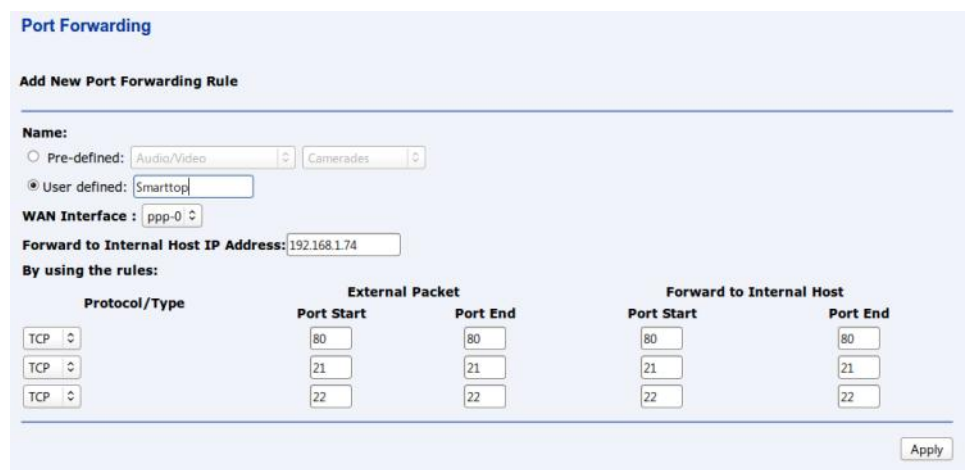 Port Forwarding
Add New Port Forwarding Rule
Name:
Pre-defined: Audio/Video Camerades
User defined: Smarttop
WAN Interface : ppp-0
Forward to Internal Host IP Address: 192.168.1.74
By using the rules:
Protocol/Type External Packet Forward to Internal Host
Port Start Port End Port Start Port End
TCP 80 80 80 80
TCP 21 21 21 21
TCP 22 22 22 22
Apply